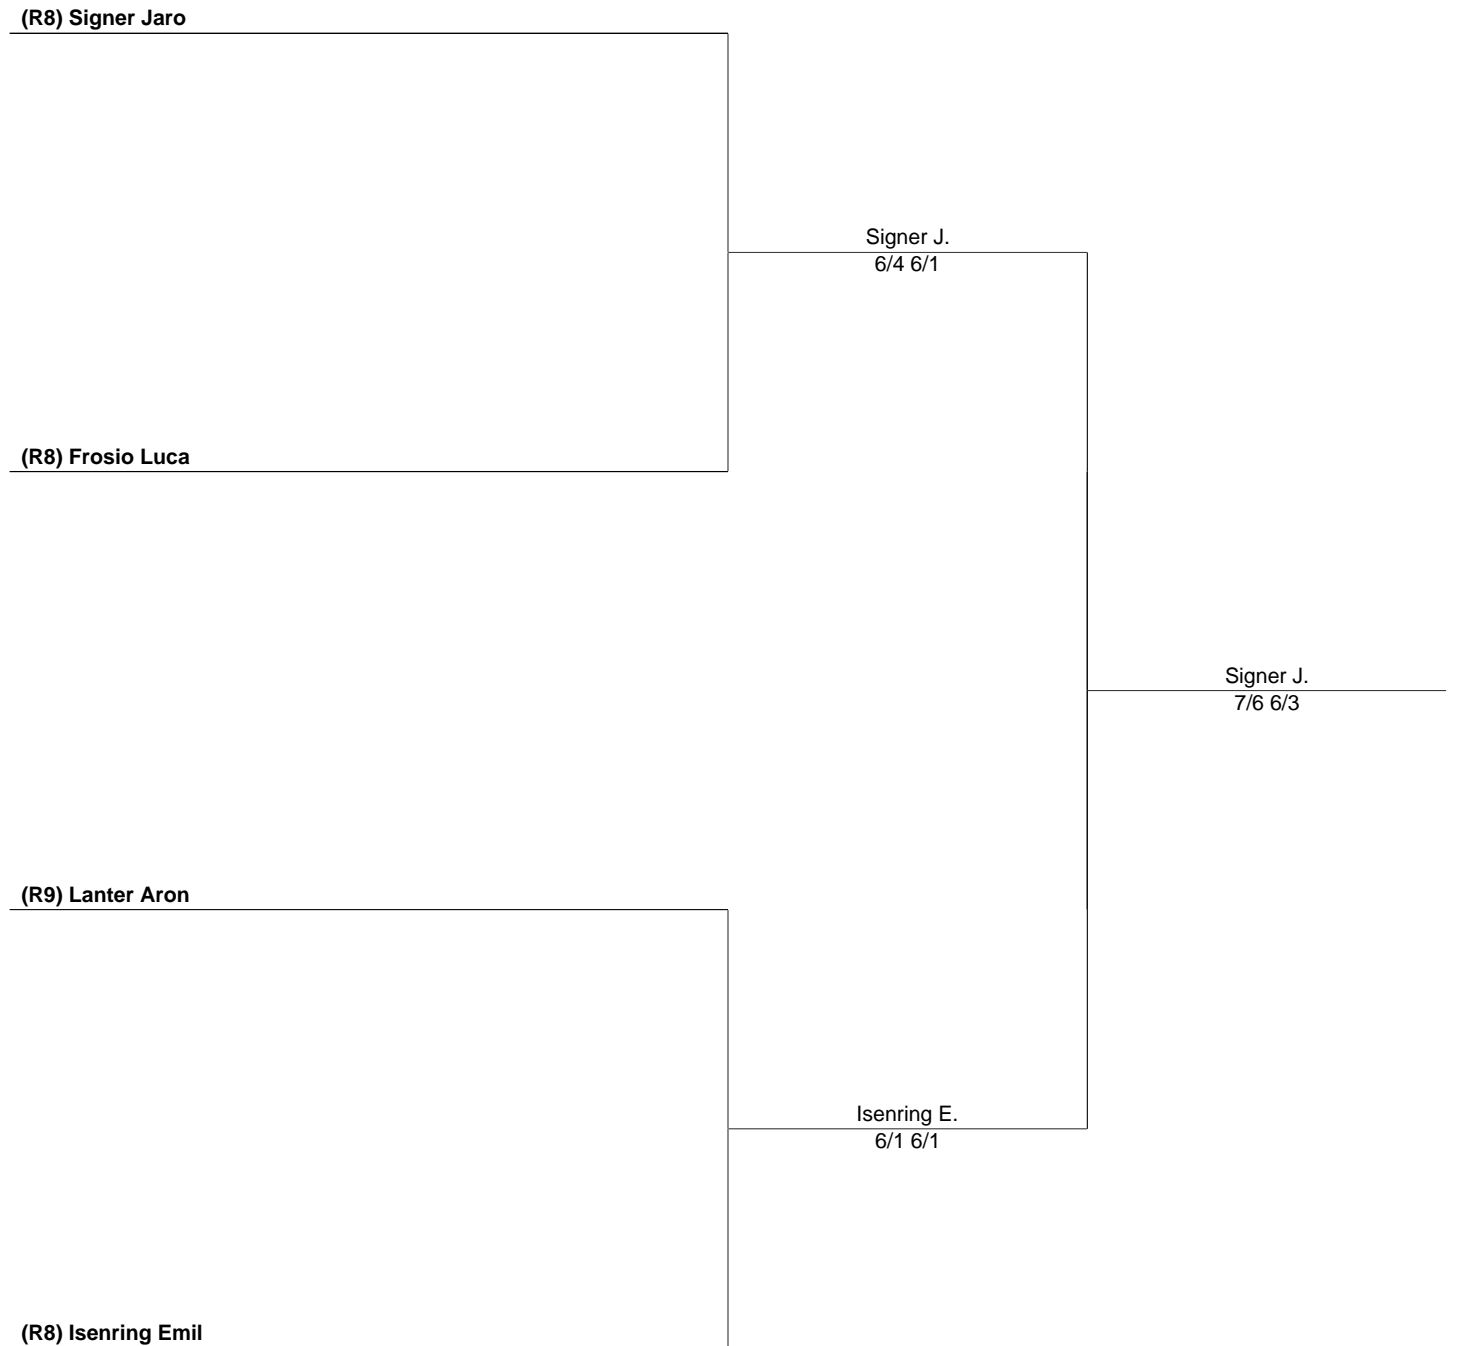 (R8) Signer Jaro
Signer J.
6/4 6/1
(R8) Frosio Luca
Signer J.
7/6 6/3
(R9) Lanter Aron
Isenring E.
6/1 6/1
(R8) Isenring Emil